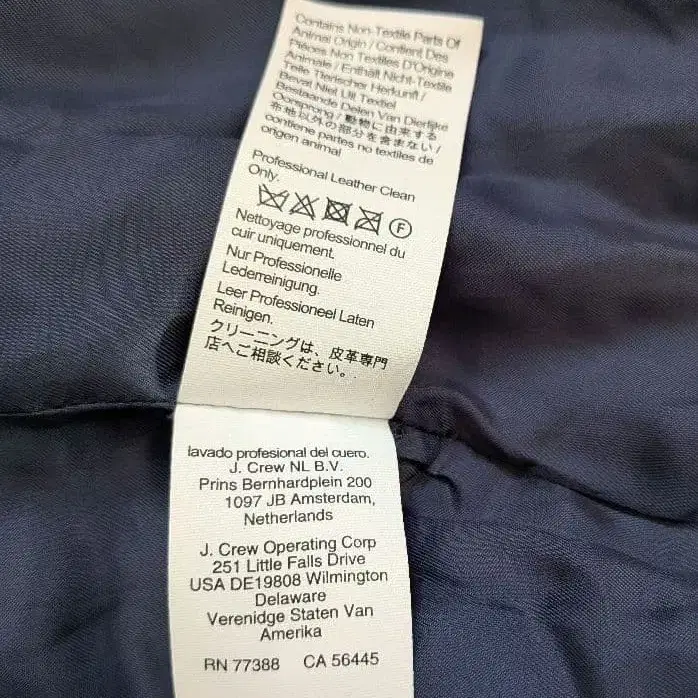 Contains Non-Textile Parts Of
Animal Origin / Contient Des
Pièces Non Textiles D'Origine
Animale / Enthält Nicht-Textile
Teile Tierischer Herkunft /
Bevat Niet Uit Textiel
Bestaande Delen Van Dierlijke
Oorsprong / 動物に由来する
布地以外の部分を含まない /
contiene partes no textiles de
origen animal
Professional Leather Clean
Only.
F
Nettoyage professionnel du
cuir uniquement.
Nur Professionelle
Lederreinigung.
Leer Professioneel Laten
Reinigen.
クリーニングは、皮革専門
店へご相談ください。
lavado profesional del cuero.
J. Crew NL B.V.
Prins Bernhardplein 200
1097 JB Amsterdam,
Netherlands
J. Crew Operating Corp
251 Little Falls Drive
USA DE19808 Wilmington
Delaware
Verenidge Staten Van
Amerika
RN 77388 CA 56445